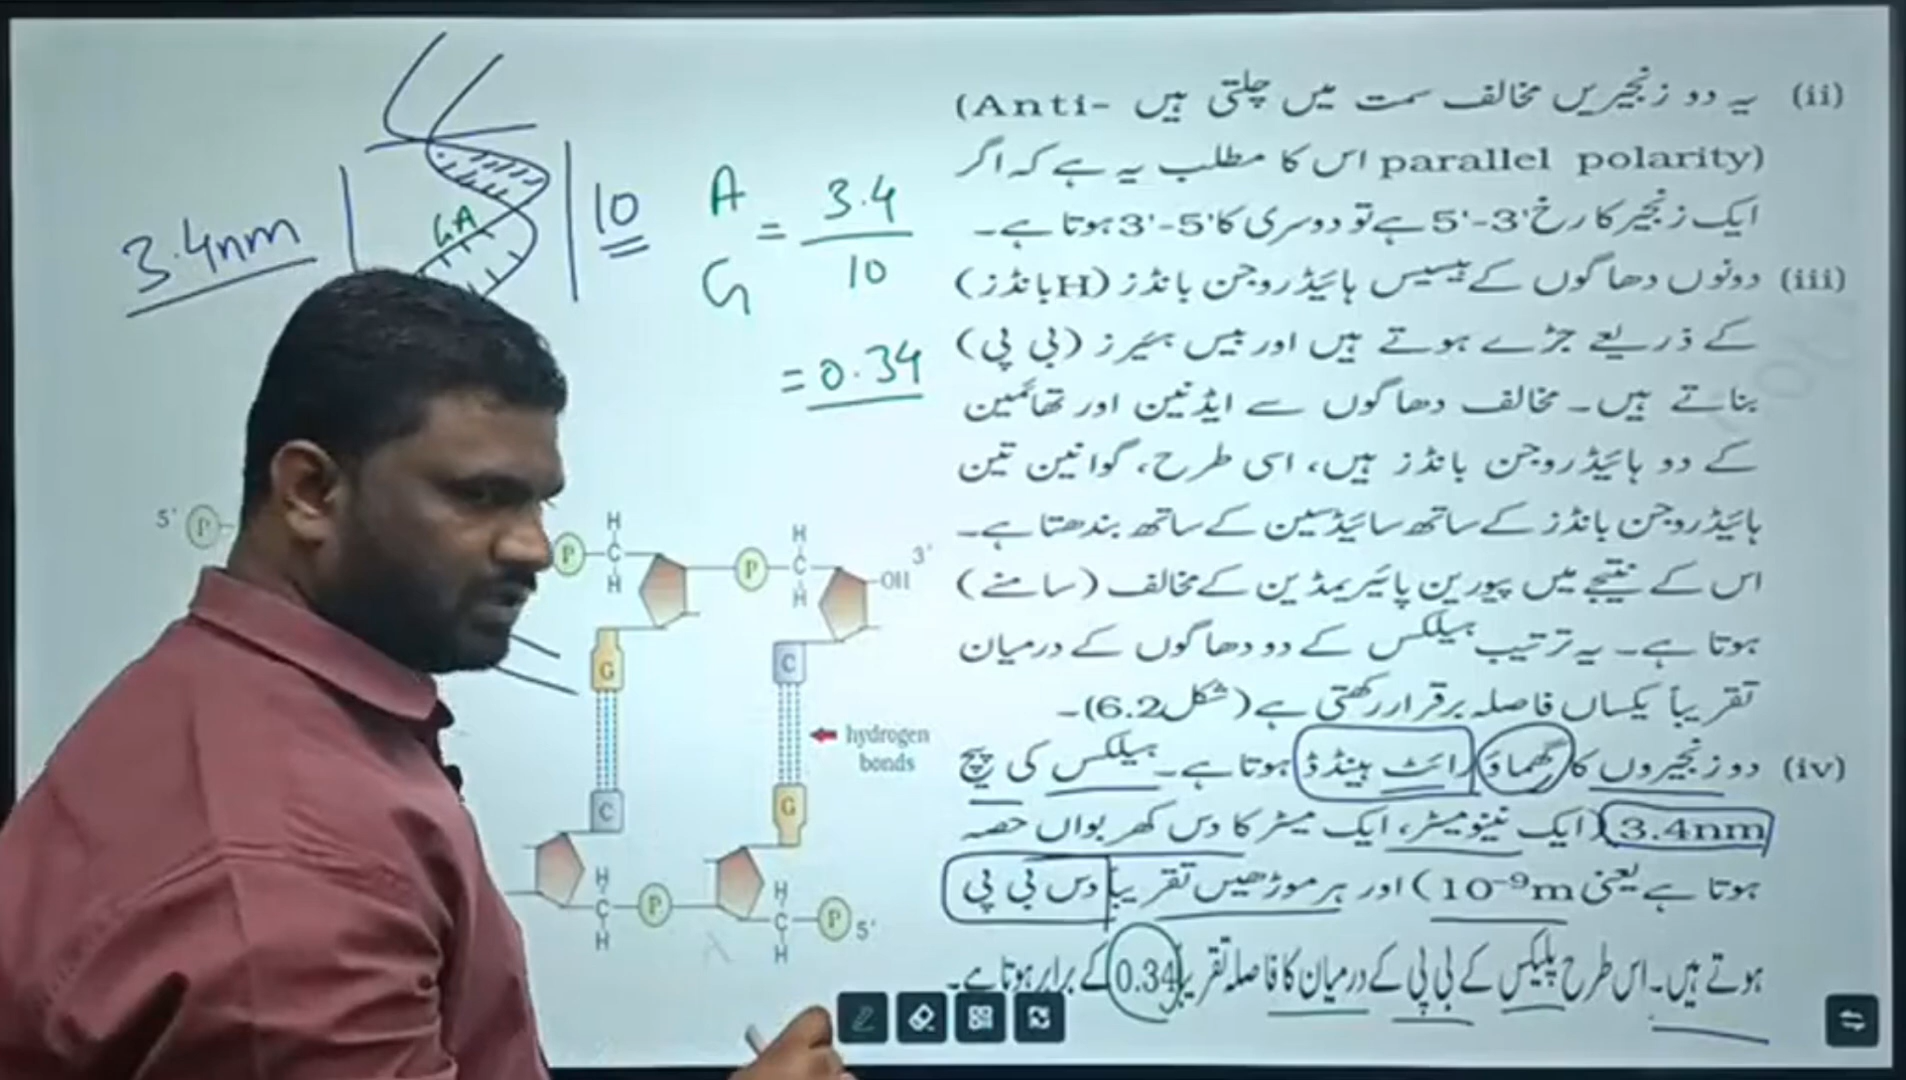 3.4nm
10
GA
A
G
= 3.4
10
= 0.34
(ii) یہ دو زنجیریں مخالف سمت میں چلتی ہیں (Anti-
parallel polarity) اس کا مطلب یہ ہے کہ اگر
ایک زنجیر کا رخ '3-'5 ہے تو دوسری کا '5-'3 ہوتا ہے۔
(iii) دونوں دھاگوں کے بیسیس ہائیڈروجن بانڈز (H بانڈز)
کے ذریعے جڑے ہوتے ہیں اور بیس پیئرز (بی پی)
بناتے ہیں۔ مخالف دھاگوں سے ایڈنین اور تھائمین
کے دو ہائیڈروجن بانڈز ہیں، اسی طرح، گوانین تین
ہائیڈروجن بانڈز کے ساتھ سائیڈسین کے ساتھ بندھتا ہے۔
اس کے نتیجے میں پیورین پائیریمڈین کے مخالف (سامنے)
ہوتا ہے۔ یہ ترتیب ہیلکس کے دو دھاگوں کے درمیان
تقریباً یکساں فاصلہ برقرار رکھتی ہے (شکل 6.2)۔
(iv) دو زنجیروں کا گھماؤ رائٹ ہینڈڈ ہوتا ہے۔ ہیلکس کی پیچ
3.4nm (ایک نینومیٹر، ایک میٹر کا دس کھربواں حصہ
ہوتا ہے یعنی 10⁻⁹m) اور ہر موڑ میں تقریباً دس بی پی
ہوتے ہیں۔ اس طرح ہلیکس کے بی پی کے درمیان کا فاصلہ تقریباً 0.34 کے برابر ہوتا ہے۔
5' P
P H C H P H C H OH 3'
G C
hydrogen
bonds
C G
H C H P H C H P 5'